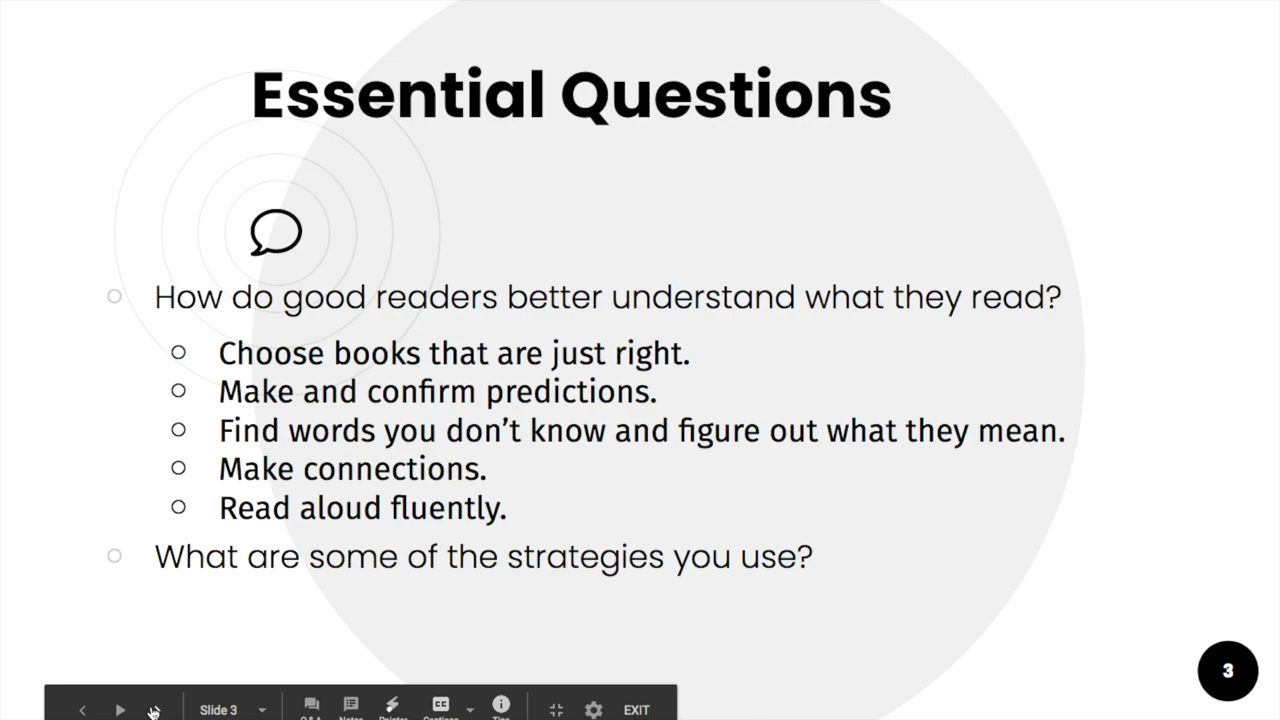 Essential Questions
How do good readers better understand what they read?
Choose books that are just right.
Make and confirm predictions.
Find words you don’t know and figure out what they mean.
Make connections.
Read aloud fluently.
What are some of the strategies you use?
3
Slide 3
EXIT